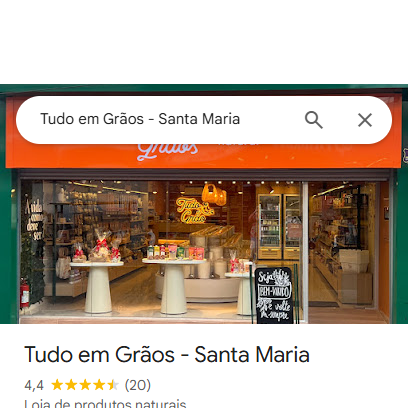 Tudo em Grãos - Santa Maria
Grãos
A vida
como
deve
ser
Tudo em
Grãos
Seja
BEM-VINDO
e volte
sempre
Tudo em Grãos - Santa Maria
4,4 (20)
Loja de produtos naturais